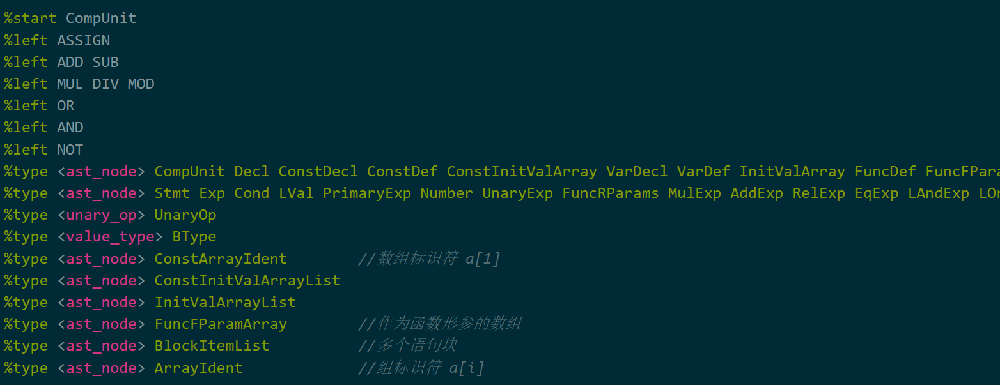 %start CompUnit
%left ASSIGN
%left ADD SUB
%left MUL DIV MOD
%left OR
%left AND
%left NOT
%type <ast_node> CompUnit Decl ConstDecl ConstDef ConstInitValArray VarDecl VarDef InitValArray FuncDef FuncFPara
%type <ast_node> Stmt Exp Cond LVal PrimaryExp Number UnaryExp FuncRParams MulExp AddExp RelExp EqExp LAndExp LOr
%type <unary_op> UnaryOp
%type <value_type> BType
%type <ast_node> ConstArrayIdent //数组标识符 a[1]
%type <ast_node> ConstInitValArrayList
%type <ast_node> InitValArrayList
%type <ast_node> FuncFParamArray //作为函数形参的数组
%type <ast_node> BlockItemList //多个语句块
%type <ast_node> ArrayIdent //组标识符 a[i]